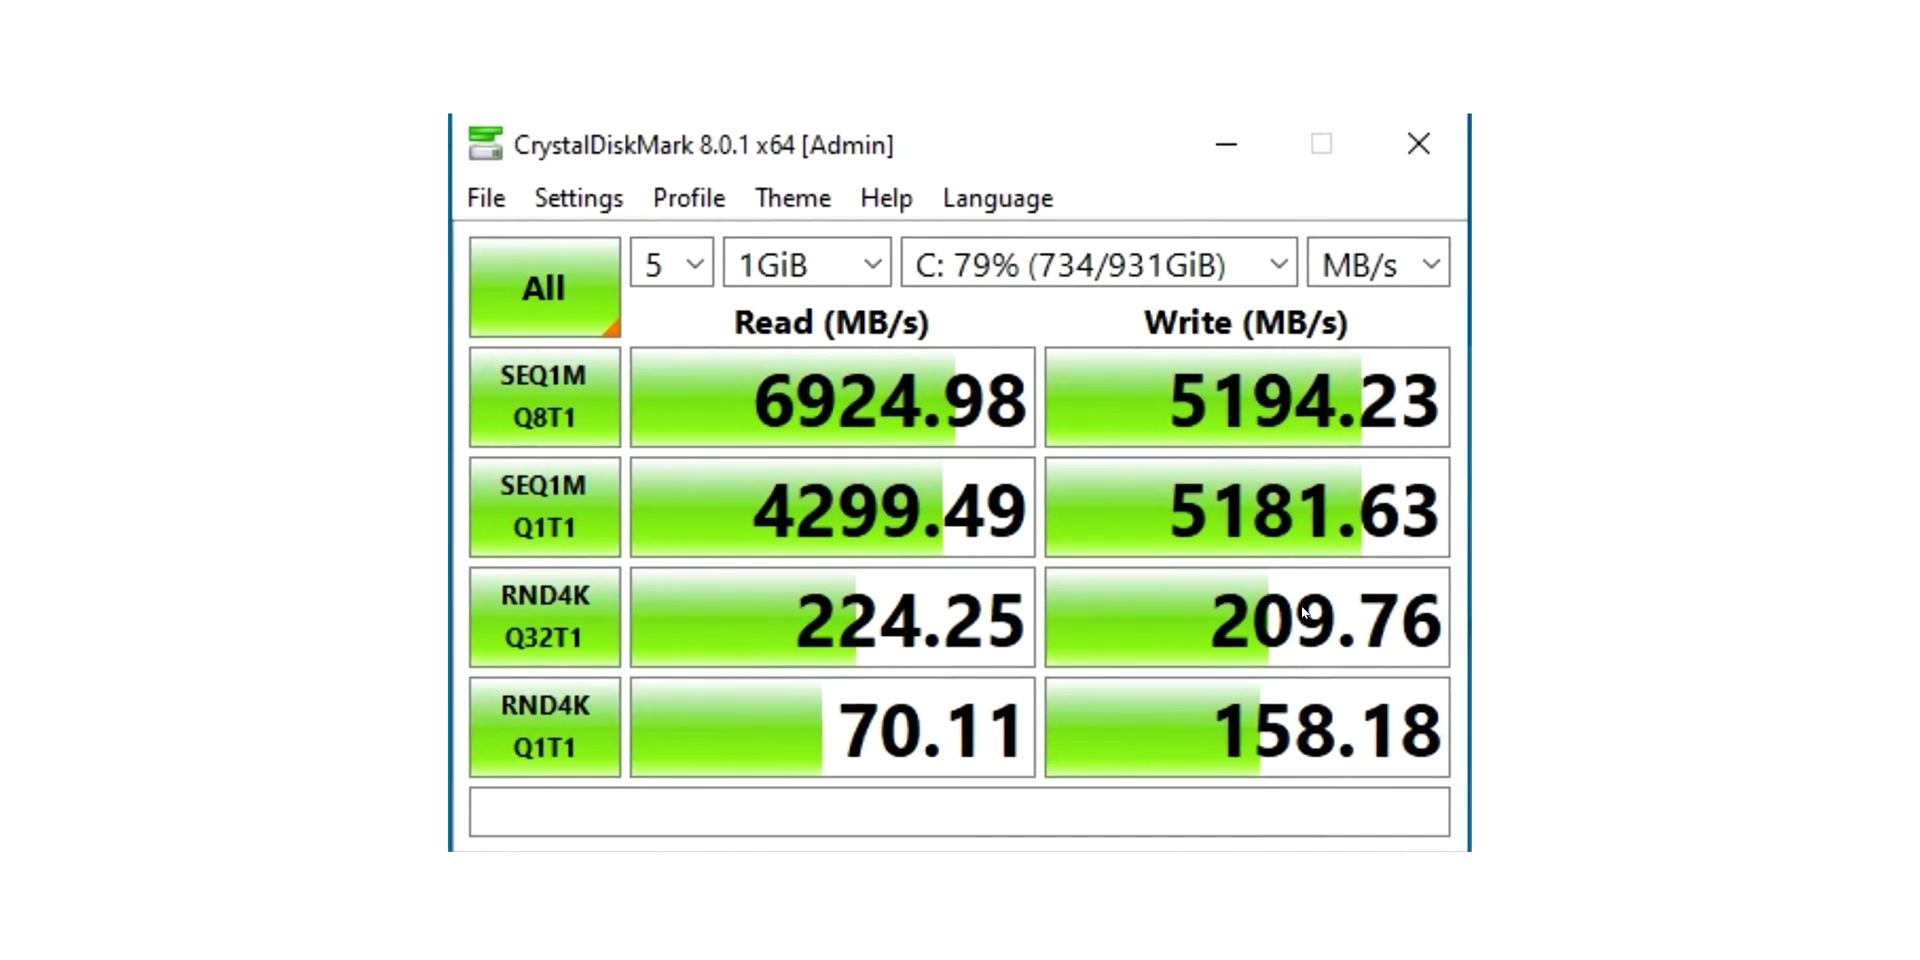 CrystalDiskMark 8.0.1 x64 [Admin]
File Settings Profile Theme Help Language
All
5 1GiB C: 79% (734/931GiB) MB/s
Read (MB/s) Write (MB/s)
SEQ1M
Q8T1
6924.98 5194.23
SEQ1M
Q1T1
4299.49 5181.63
RND4K
Q32T1
224.25 209.76
RND4K
Q1T1
70.11 158.18